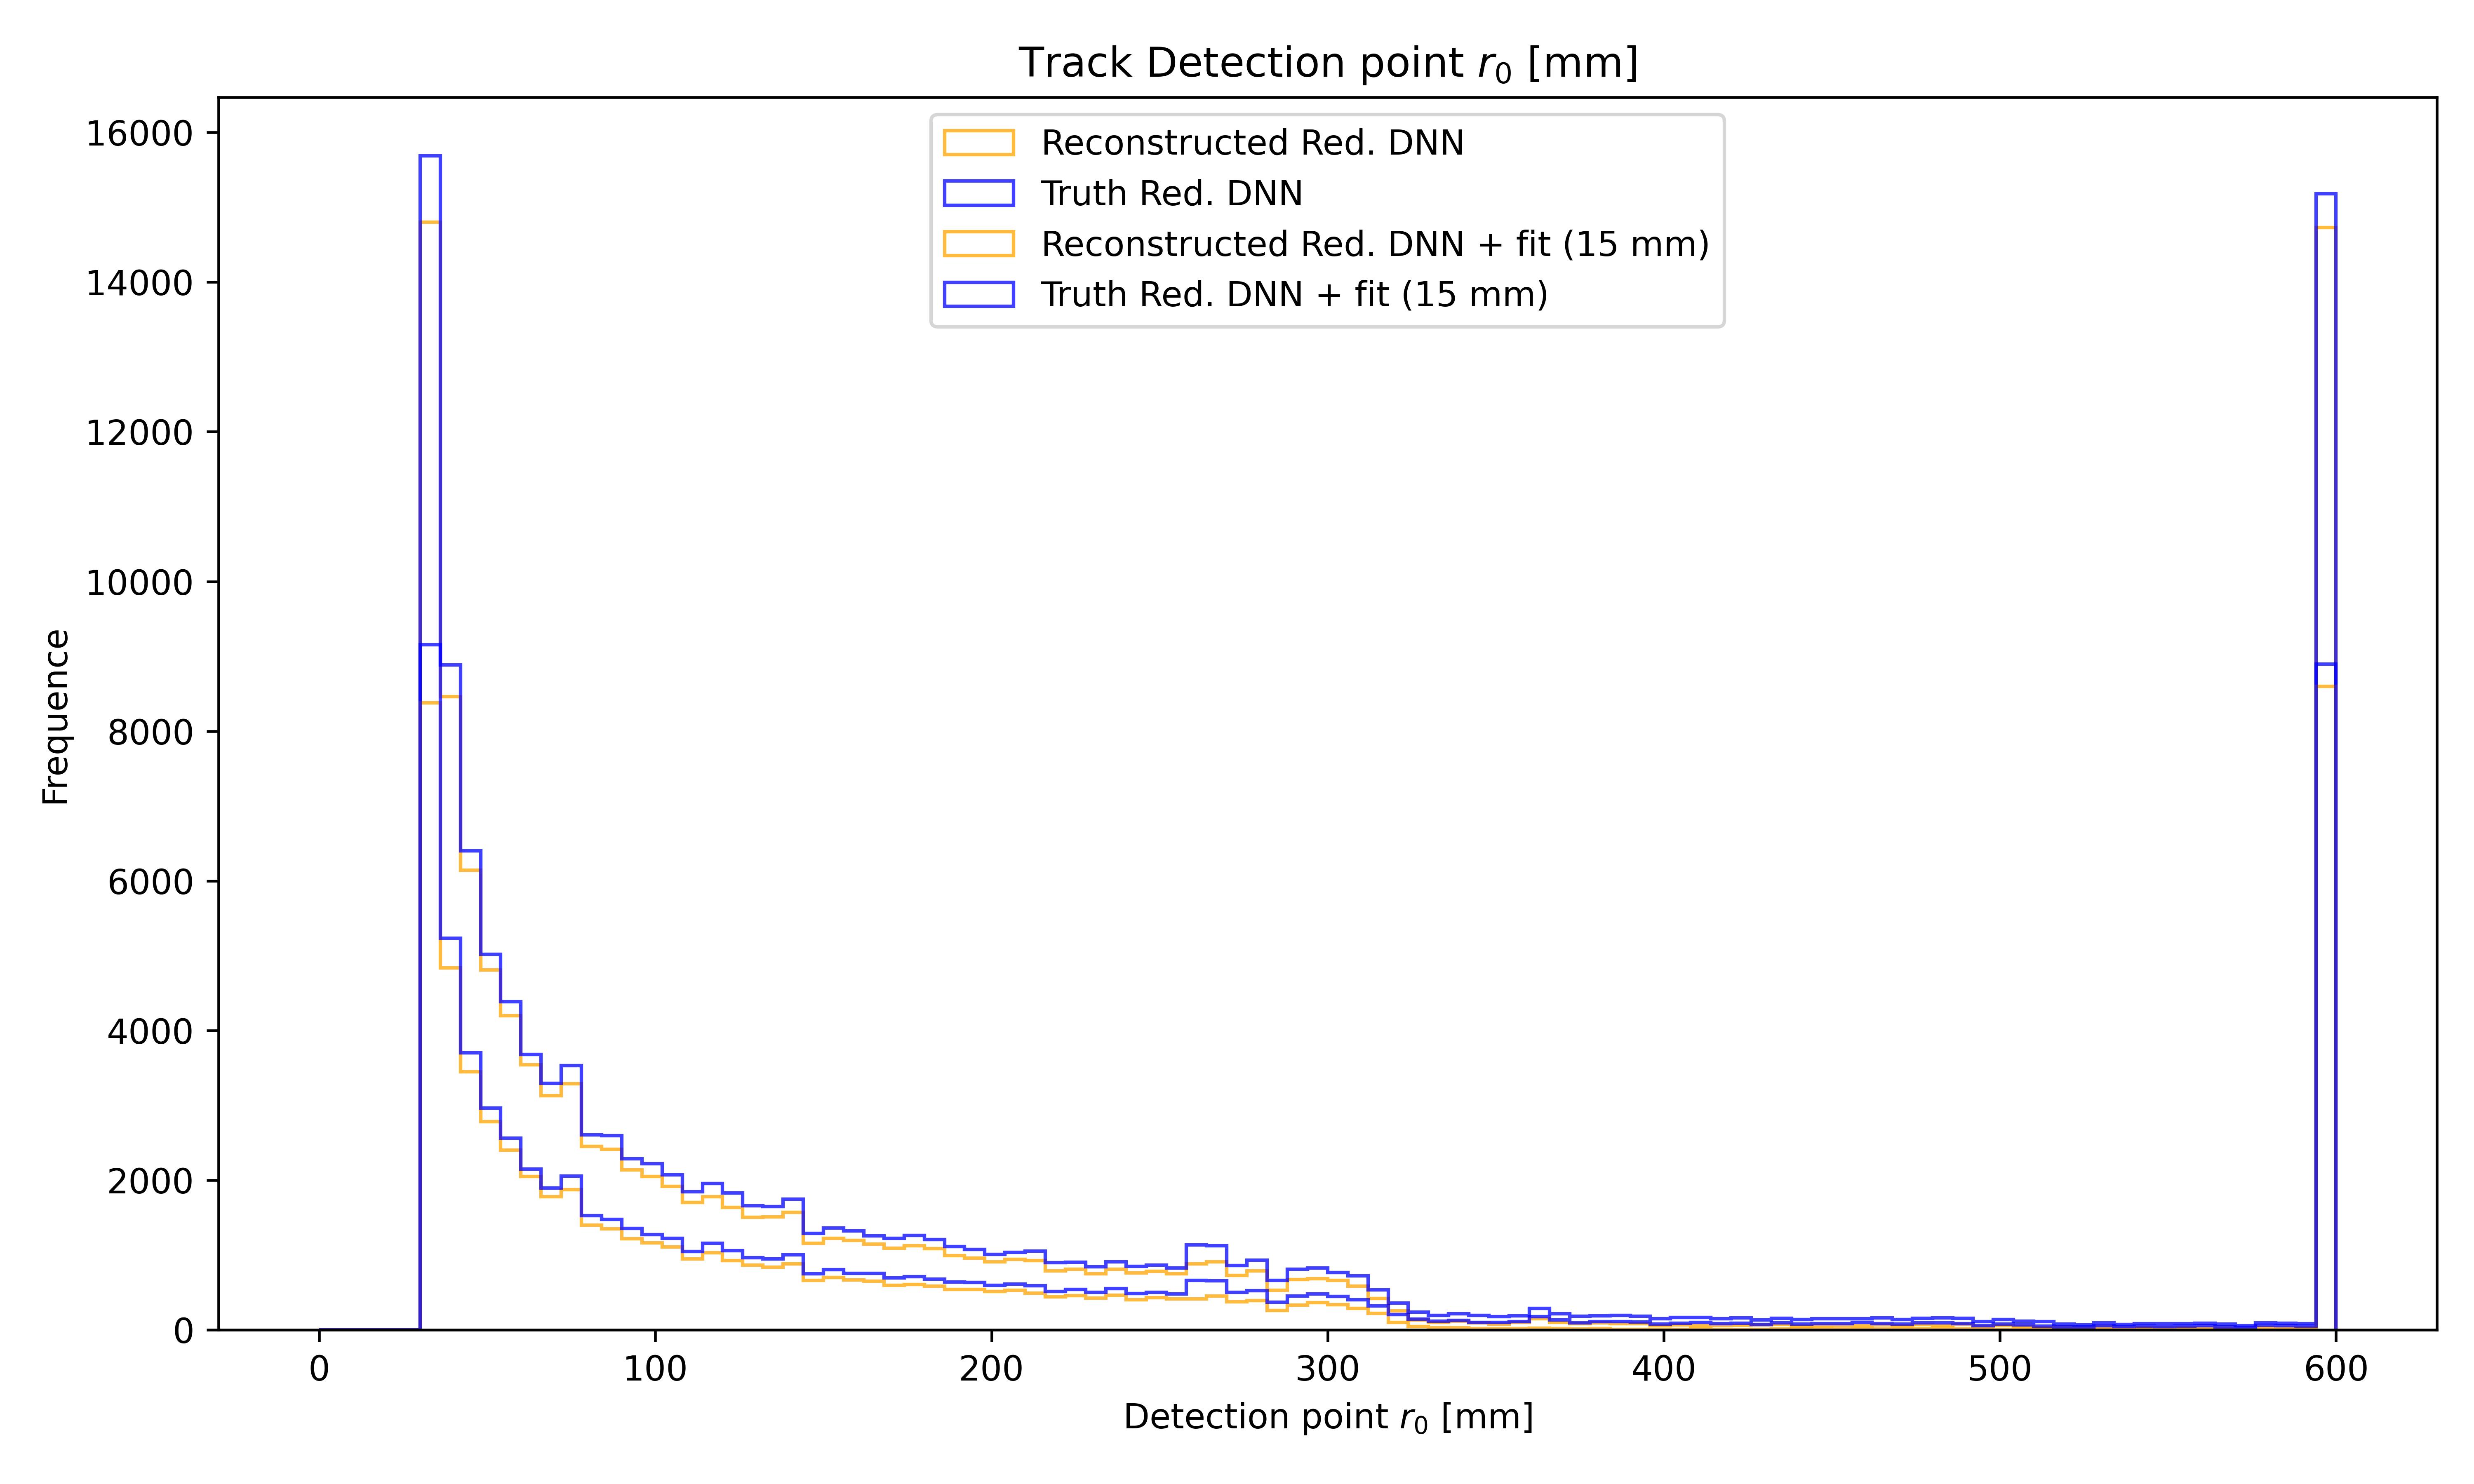 Track Detection point r₀ [mm]
Reconstructed Red. DNN
Truth Red. DNN
Reconstructed Red. DNN + fit (15 mm)
Truth Red. DNN + fit (15 mm)
16000
14000
12000
10000
8000
6000
4000
2000
0
Frequence
0 100 200 300 400 500 600
Detection point r₀ [mm]